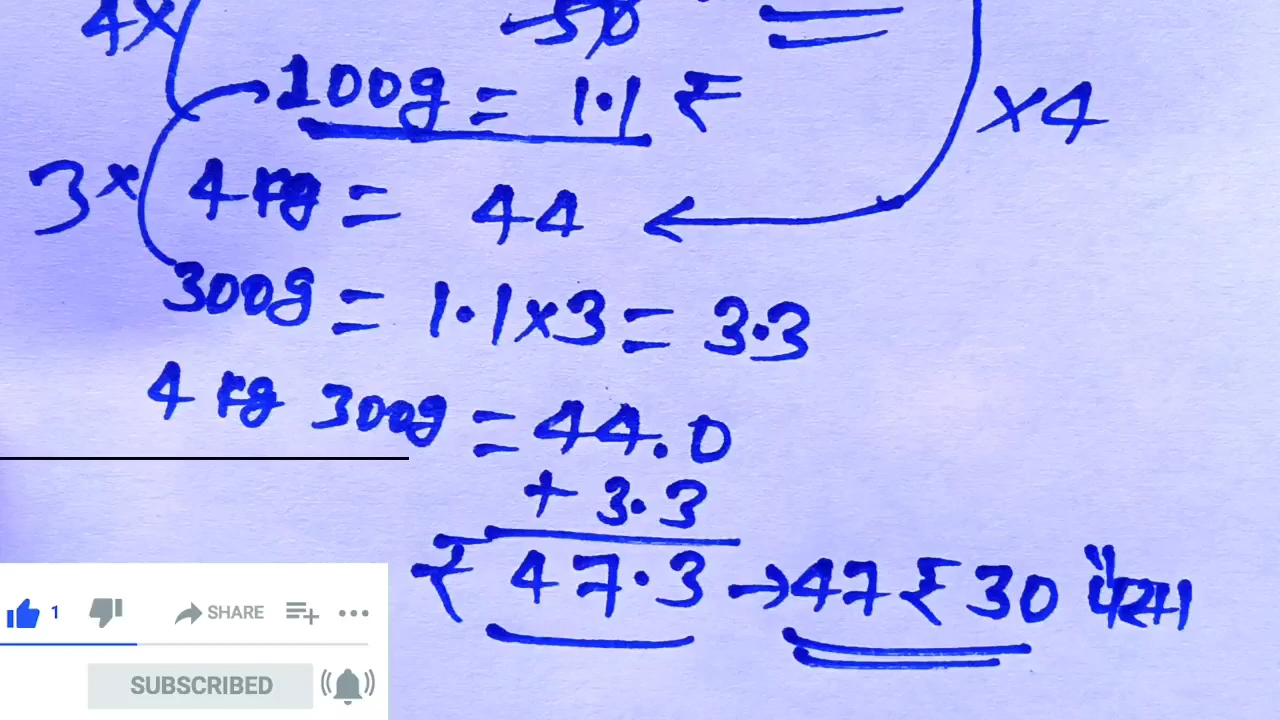 4x
50
100g = 1.1 ₹
x4
3x
4 kg = 44
300g = 1.1x3 = 3.3
4 kg 300g = 44.0
+ 3.3
₹ 47.3 → 47 ₹ 30 पैसा
1 SHARE
SUBSCRIBED